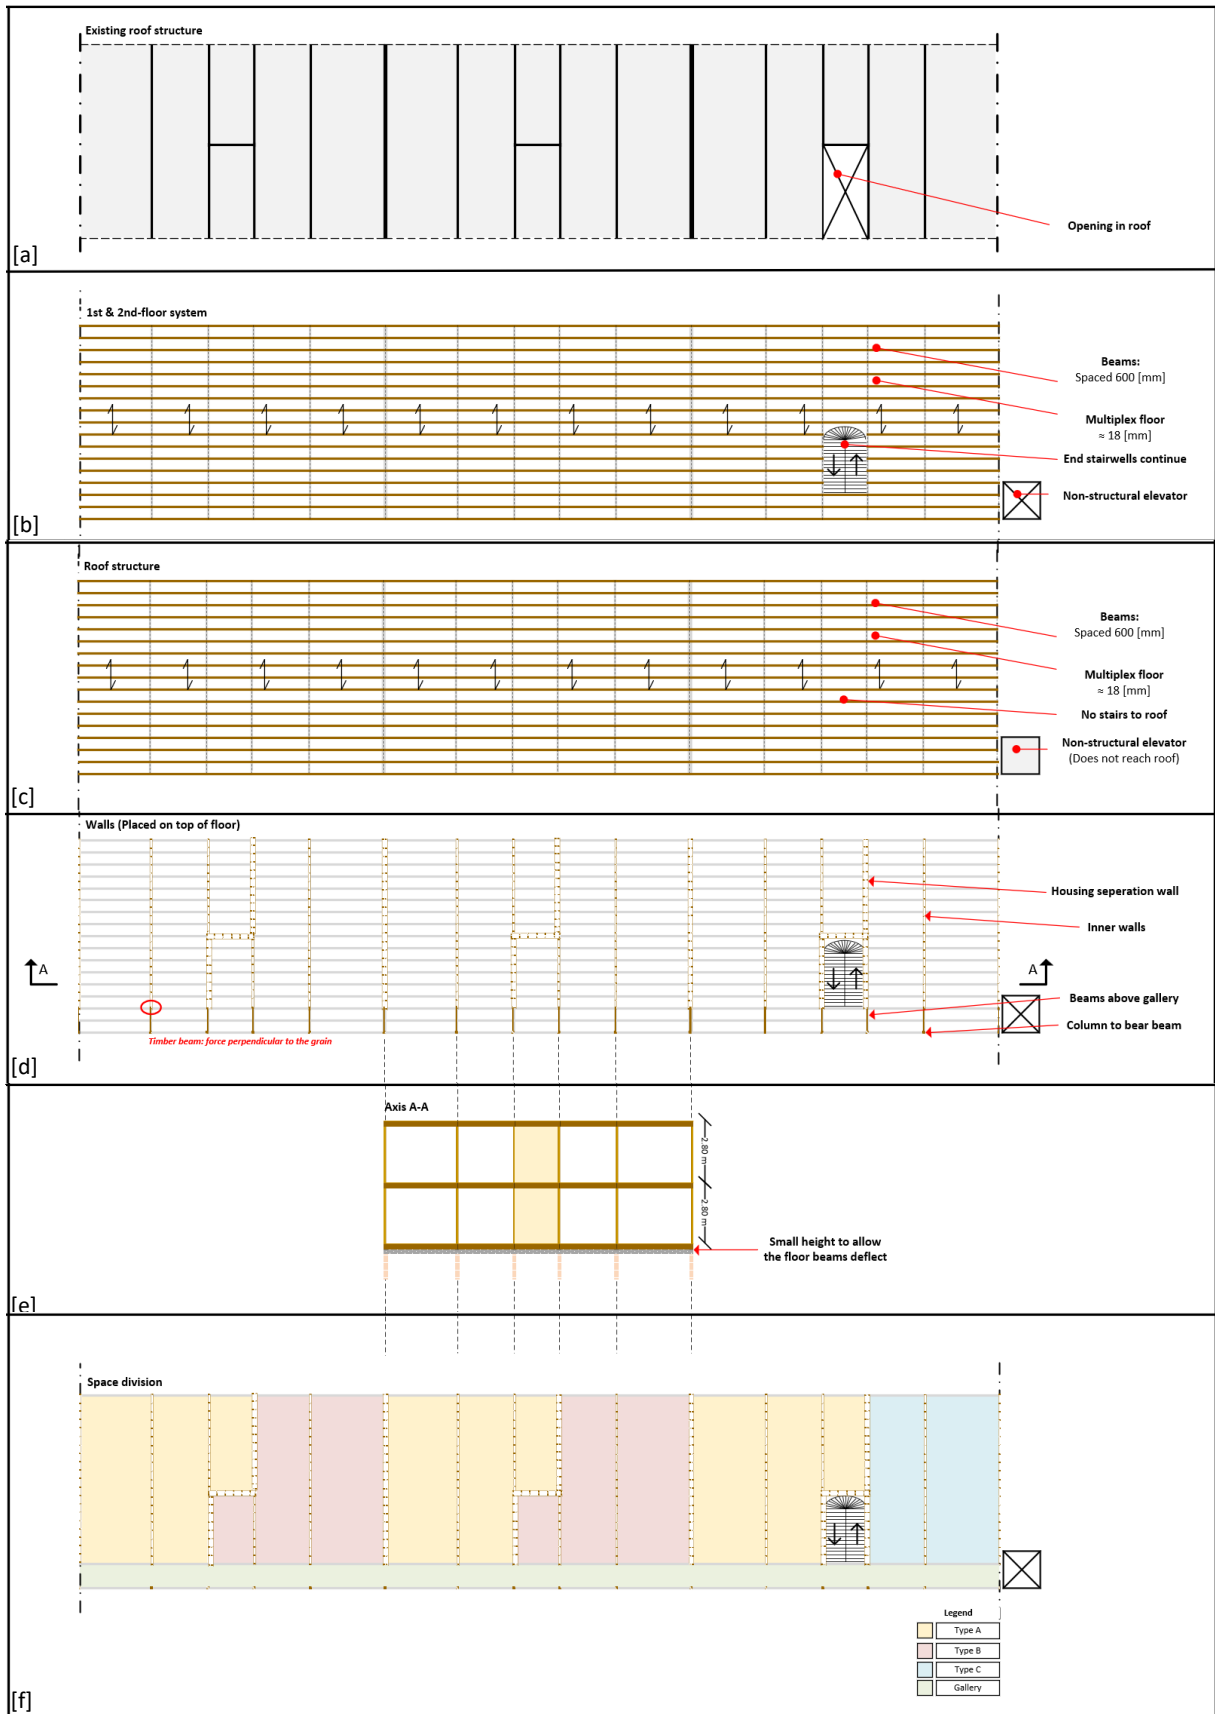 Existing roof structure
Opening in roof
[a]
1st & 2nd-floor system
Beams:
Spaced 600 [mm]
Multiplex floor
≈ 18 [mm]
End stairwells continue
Non-structural elevator
[b]
Roof structure
Beams:
Spaced 600 [mm]
Multiplex floor
≈ 18 [mm]
No stairs to roof
Non-structural elevator
(Does not reach roof)
[c]
Walls (Placed on top of floor)
Housing seperation wall
Inner walls
A
A
Beams above gallery
Column to bear beam
Timber beam: force perpendicular to the grain
[d]
Axis A-A
2.80 m
2.80 m
Small height to allow
the floor beams deflect
[e]
Space division
Legend
Type A
Type B
Type C
Gallery
[f]